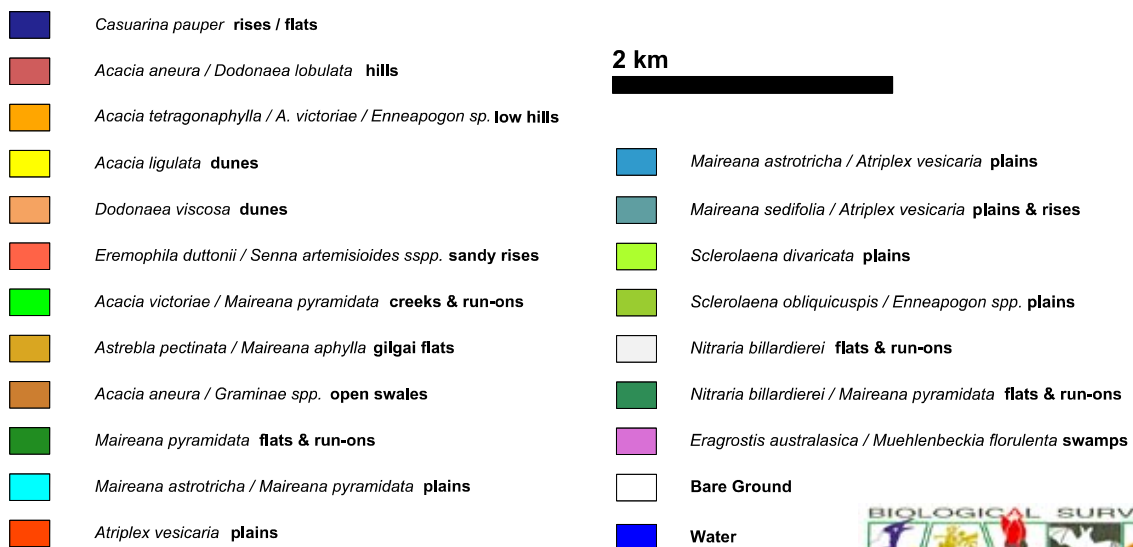 Casuarina pauper rises / flats
Acacia aneura / Dodonaea lobulata hills
Acacia tetragonaphylla / A. victoriae / Enneapogon sp. low hills
Acacia ligulata dunes
Dodonaea viscosa dunes
Eremophila duttonii / Senna artemisioides sspp. sandy rises
Acacia victoriae / Maireana pyramidata creeks & run-ons
Astrebla pectinata / Maireana aphylla gilgai flats
Acacia aneura / Graminae spp. open swales
Maireana pyramidata flats & run-ons
Maireana astrotricha / Maireana pyramidata plains
Atriplex vesicaria plains
2 km
Maireana astrotricha / Atriplex vesicaria plains
Maireana sedifolia / Atriplex vesicaria plains & rises
Sclerolaena divaricata plains
Sclerolaena obliquicuspis / Enneapogon spp. plains
Nitraria billardierei flats & run-ons
Nitraria billardierei / Maireana pyramidata flats & run-ons
Eragrostis australasica / Muehlenbeckia florulenta swamps
Bare Ground
Water
BIOLOGICAL SURV